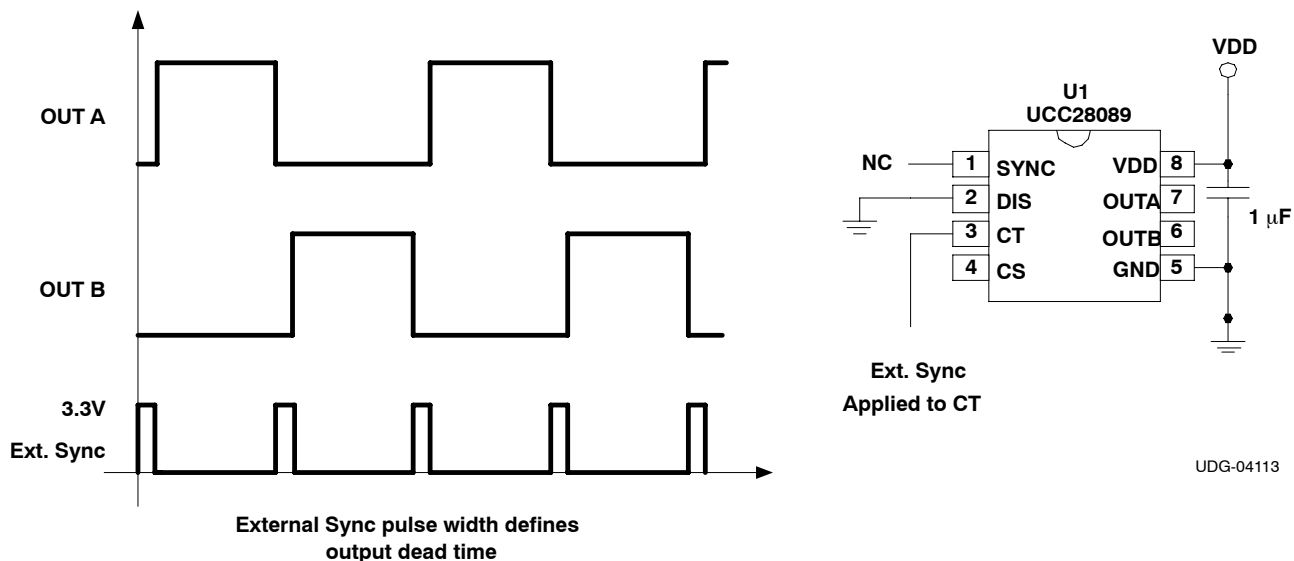 OUT A
OUT B
3.3V
Ext. Sync
External Sync pulse width defines
output dead time
VDD
U1
UCC28089
NC
1 SYNC VDD 8
2 DIS OUTA 7
3 CT OUTB 6
4 CS GND 5
1 μF
Ext. Sync
Applied to CT
UDG-04113